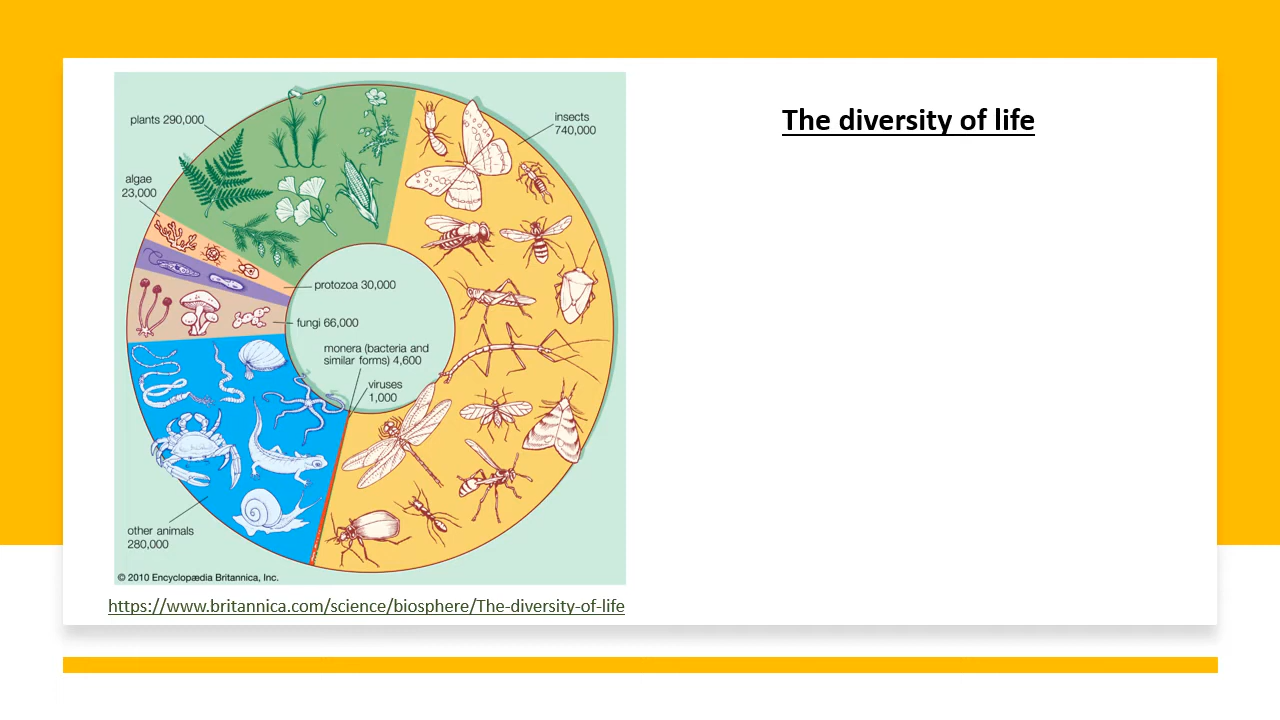 The diversity of life
plants 290,000
insects
740,000
algae
23,000
protozoa 30,000
fungi 66,000
monera (bacteria and
similar forms) 4,600
viruses
1,000
other animals
280,000
© 2010 Encyclopædia Britannica, Inc.
https://www.britannica.com/science/biosphere/The-diversity-of-life